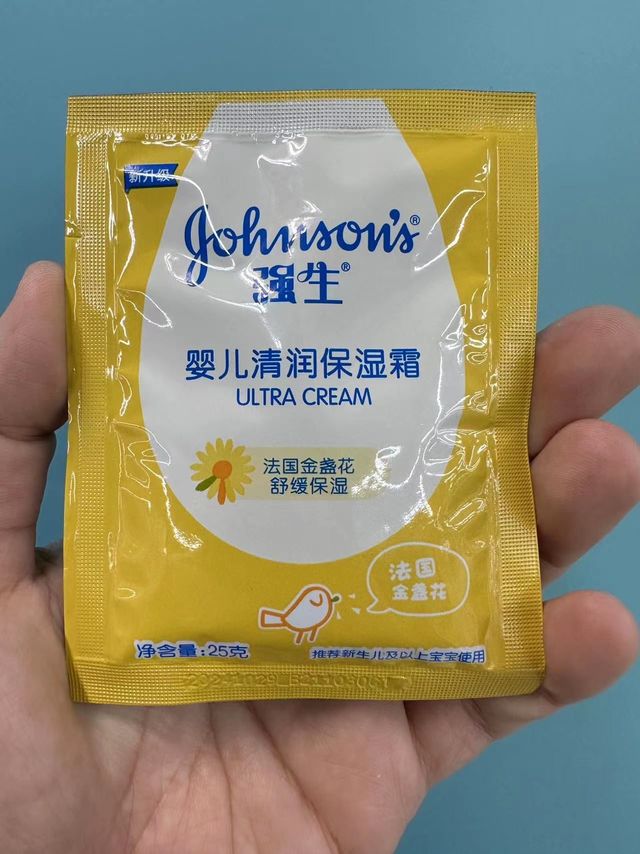 新升级
Johnson's®
强生®
婴儿清润保湿霜
ULTRA CREAM
法国金盏花
舒缓保湿
法国
金盏花
净含量:25克
推荐新生儿及以上宝宝使用